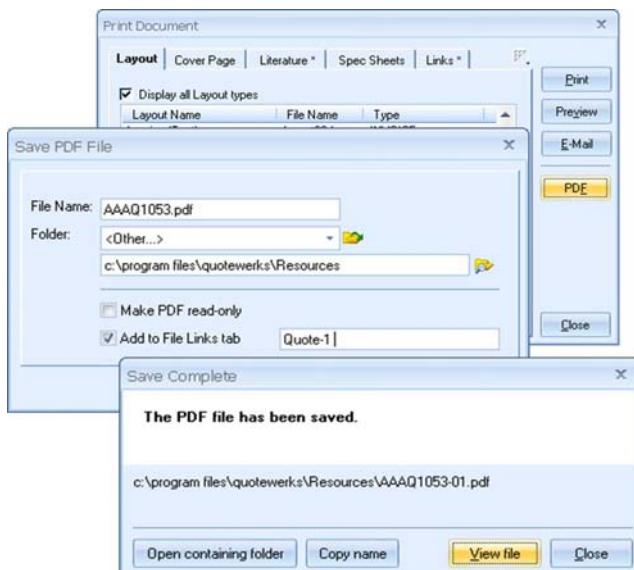 Print Document
Layout Cover Page Literature * Spec Sheets Links *
Display all Layout types
Layout Name File Name Type
Print
Preview
E-Mail
PDF
Close
Save PDF File
File Name: AAAQ1053.pdf
Folder: <Other...>
c:\program files\quotewerks\Resources
Make PDF read-only
Add to File Links tab Quote-1
Save Complete
The PDF file has been saved.
c:\program files\quotewerks\Resources\AAAQ1053-01.pdf
Open containing folder Copy name View file Close